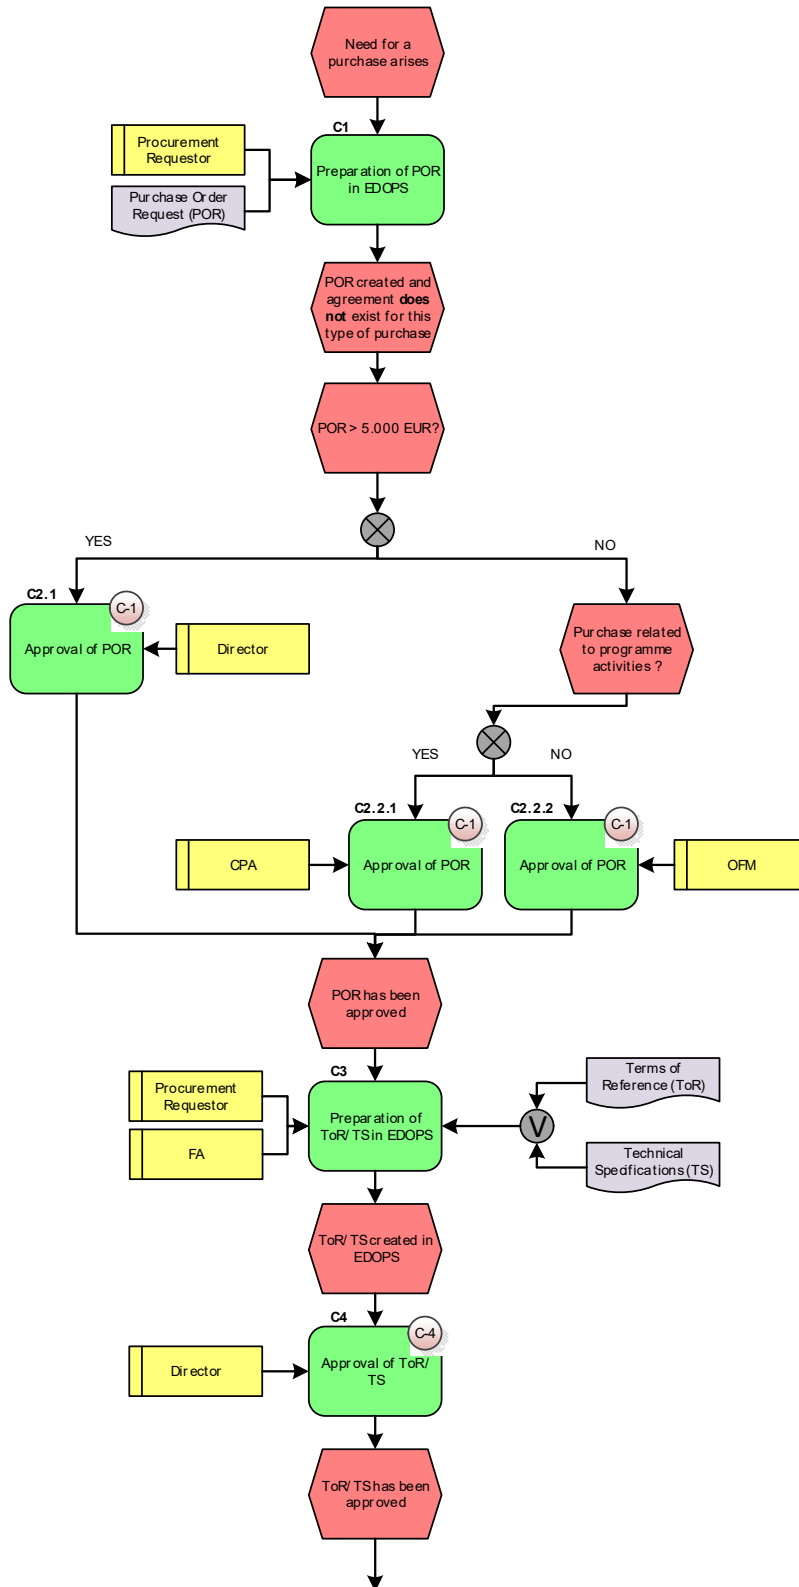 Need for a
purchase arises
C1
Procurement
Requestor
Preparation of POR
in EDOPS
Purchase Order
Request (POR)
POR created and
agreement does
not exist for this
type of purchase
POR > 5.000 EUR?
YES
NO
C2.1
C-1
Approval of POR
Director
Purchase related
to programme
activities ?
YES
NO
C2.2.1
C-1
C2.2.2
C-1
CPA
Approval of POR
Approval of POR
OFM
POR has been
approved
C3
Procurement
Requestor
FA
Preparation of
ToR/ TS in EDOPS
V
Terms of
Reference (ToR)
Technical
Specifications (TS)
ToR/ TS created in
EDOPS
C4
C-4
Director
Approval of ToR/
TS
ToR/ TS has been
approved